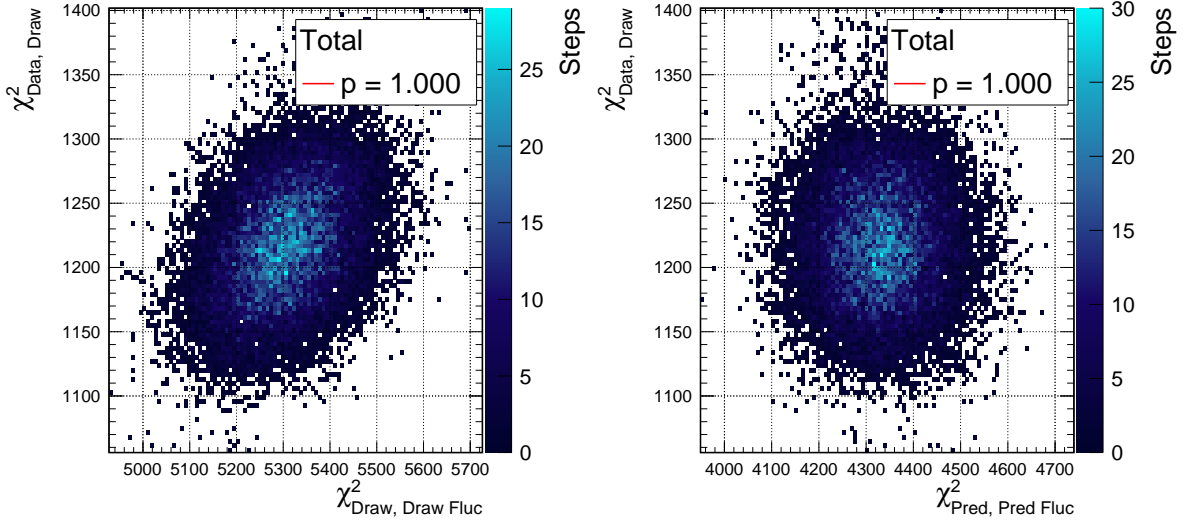 1400
1350
1300
1250
1200
1150
1100
χ²Data, Draw
Total
p = 1.000
5000 5100 5200 5300 5400 5500 5600 5700
χ²Draw, Draw Fluc
25
20
15
10
5
0
Steps
1400
1350
1300
1250
1200
1150
1100
χ²Data, Draw
Total
p = 1.000
4000 4100 4200 4300 4400 4500 4600 4700
χ²Pred, Pred Fluc
30
25
20
15
10
5
0
Steps